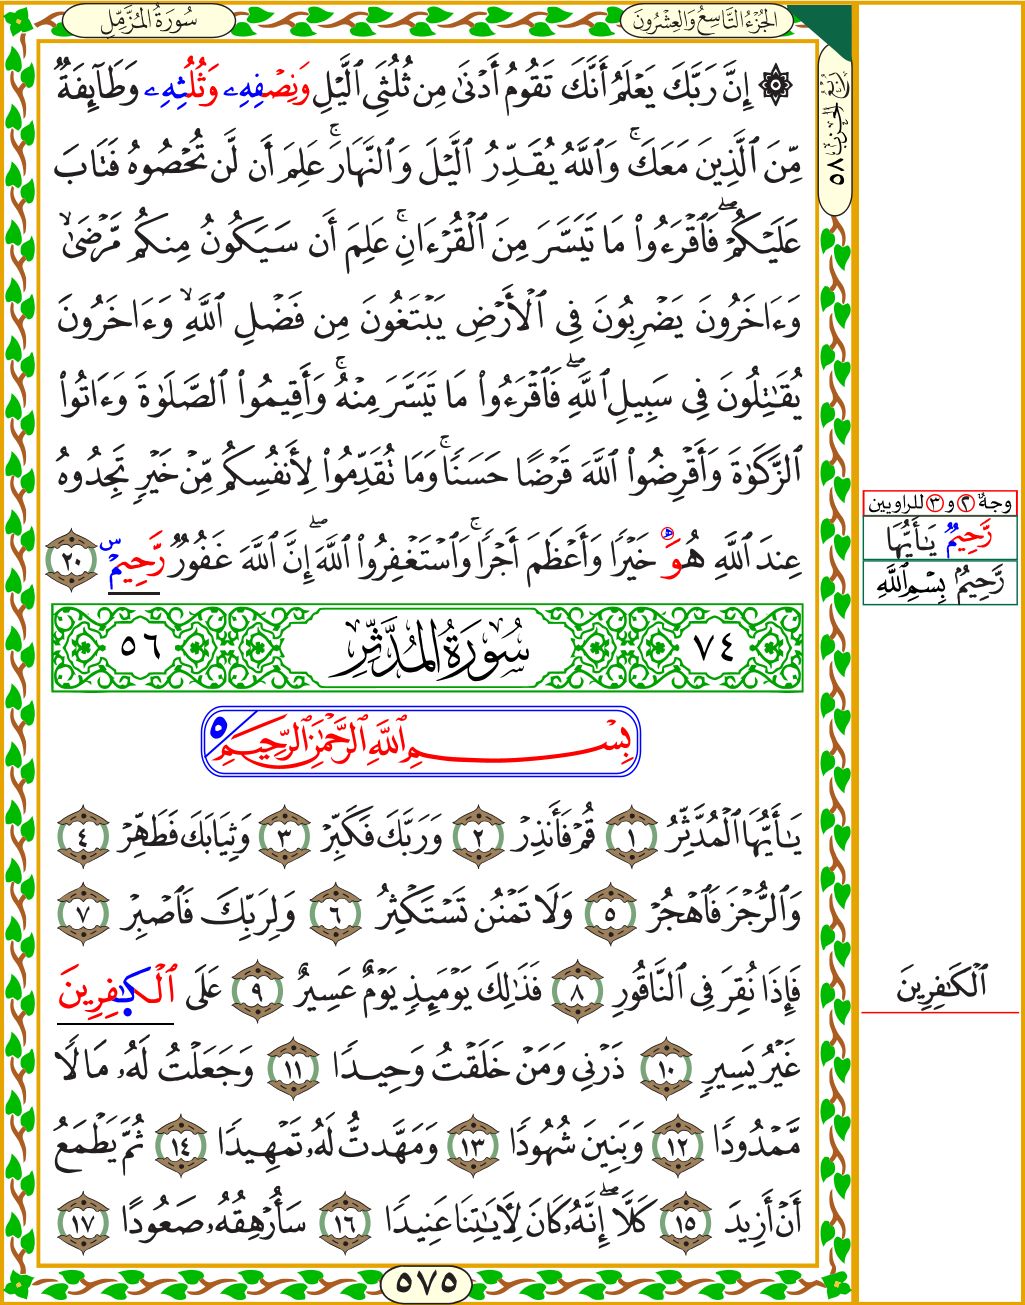 سُورَةُ المُزَّمِّل
الجُزْءُ التَّاسِعُ وَالعِشْرُونَ
۞ إِنَّ رَبَّكَ يَعْلَمُ أَنَّكَ تَقُومُ أَدْنَىٰ مِن ثُلُثَيِ ٱلَّيْلِ وَنِصْفِهِۦ وَثُلُثِهِۦ وَطَآئِفَةٌ
مِّنَ ٱلَّذِينَ مَعَكَۚ وَٱللَّهُ يُقَدِّرُ ٱلَّيْلَ وَٱلنَّهَارَۚ عَلِمَ أَن لَّن تُحْصُوهُ فَتَابَ
عَلَيْكُمْۖ فَٱقْرَءُوا۟ مَا تَيَسَّرَ مِنَ ٱلْقُرْءَانِۚ عَلِمَ أَن سَيَكُونُ مِنكُم مَّرْضَىٰۙ
وَءَاخَرُونَ يَضْرِبُونَ فِى ٱلْأَرْضِ يَبْتَغُونَ مِن فَضْلِ ٱللَّهِۙ وَءَاخَرُونَ
يُقَٰتِلُونَ فِى سَبِيلِ ٱللَّهِۖ فَٱقْرَءُوا۟ مَا تَيَسَّرَ مِنْهُۚ وَأَقِيمُوا۟ ٱلصَّلَوٰةَ وَءَاتُوا۟
ٱلزَّكَوٰةَ وَأَقْرِضُوا۟ ٱللَّهَ قَرْضًا حَسَنًاۚ وَمَا تُقَدِّمُوا۟ لِأَنفُسِكُم مِّنْ خَيْرٍ تَجِدُوهُ
عِندَ ٱللَّهِ هُوَ خَيْرًا وَأَعْظَمَ أَجْرًاۚ وَٱسْتَغْفِرُوا۟ ٱللَّهَۖ إِنَّ ٱللَّهَ غَفُورٌ رَّحِيمٌ ٢٠
٧٤ سُورَةُ المُدَّثِّر ٥٦
بِسْمِ ٱللَّهِ ٱلرَّحْمَٰنِ ٱلرَّحِيمِ ٥
يَٰٓأَيُّهَا ٱلْمُدَّثِّرُ ١ قُمْ فَأَنذِرْ ٢ وَرَبَّكَ فَكَبِّرْ ٣ وَثِيَابَكَ فَطَهِّرْ ٤
وَٱلرُّجْزَ فَٱهْجُرْ ٥ وَلَا تَمْنُن تَسْتَكْثِرُ ٦ وَلِرَبِّكَ فَٱصْبِرْ ٧
فَإِذَا نُقِرَ فِى ٱلنَّاقُورِ ٨ فَذَٰلِكَ يَوْمَئِذٍ يَوْمٌ عَسِيرٌ ٩ عَلَى ٱلْكَٰفِرِينَ
غَيْرُ يَسِيرٍ ١٠ ذَرْنِى وَمَنْ خَلَقْتُ وَحِيدًا ١١ وَجَعَلْتُ لَهُۥ مَالًا
مَّمْدُودًا ١٢ وَبَنِينَ شُهُودًا ١٣ وَمَهَّدتُّ لَهُۥ تَمْهِيدًا ١٤ ثُمَّ يَطْمَعُ
أَنْ أَزِيدَ ١٥ كَلَّآۖ إِنَّهُۥ كَانَ لِـَٔايَٰتِنَا عَنِيدًا ١٦ سَأُرْهِقُهُۥ صَعُودًا ١٧
٥٧٥
ربع الحزب ٥٨
وجه ٢ و ٣ للراويين
رَّحِيمٌ يَٰٓأَيُّهَا
رَّحِيمٌ بِسْمِ ٱللَّهِ
ٱلْكَٰفِرِينَ